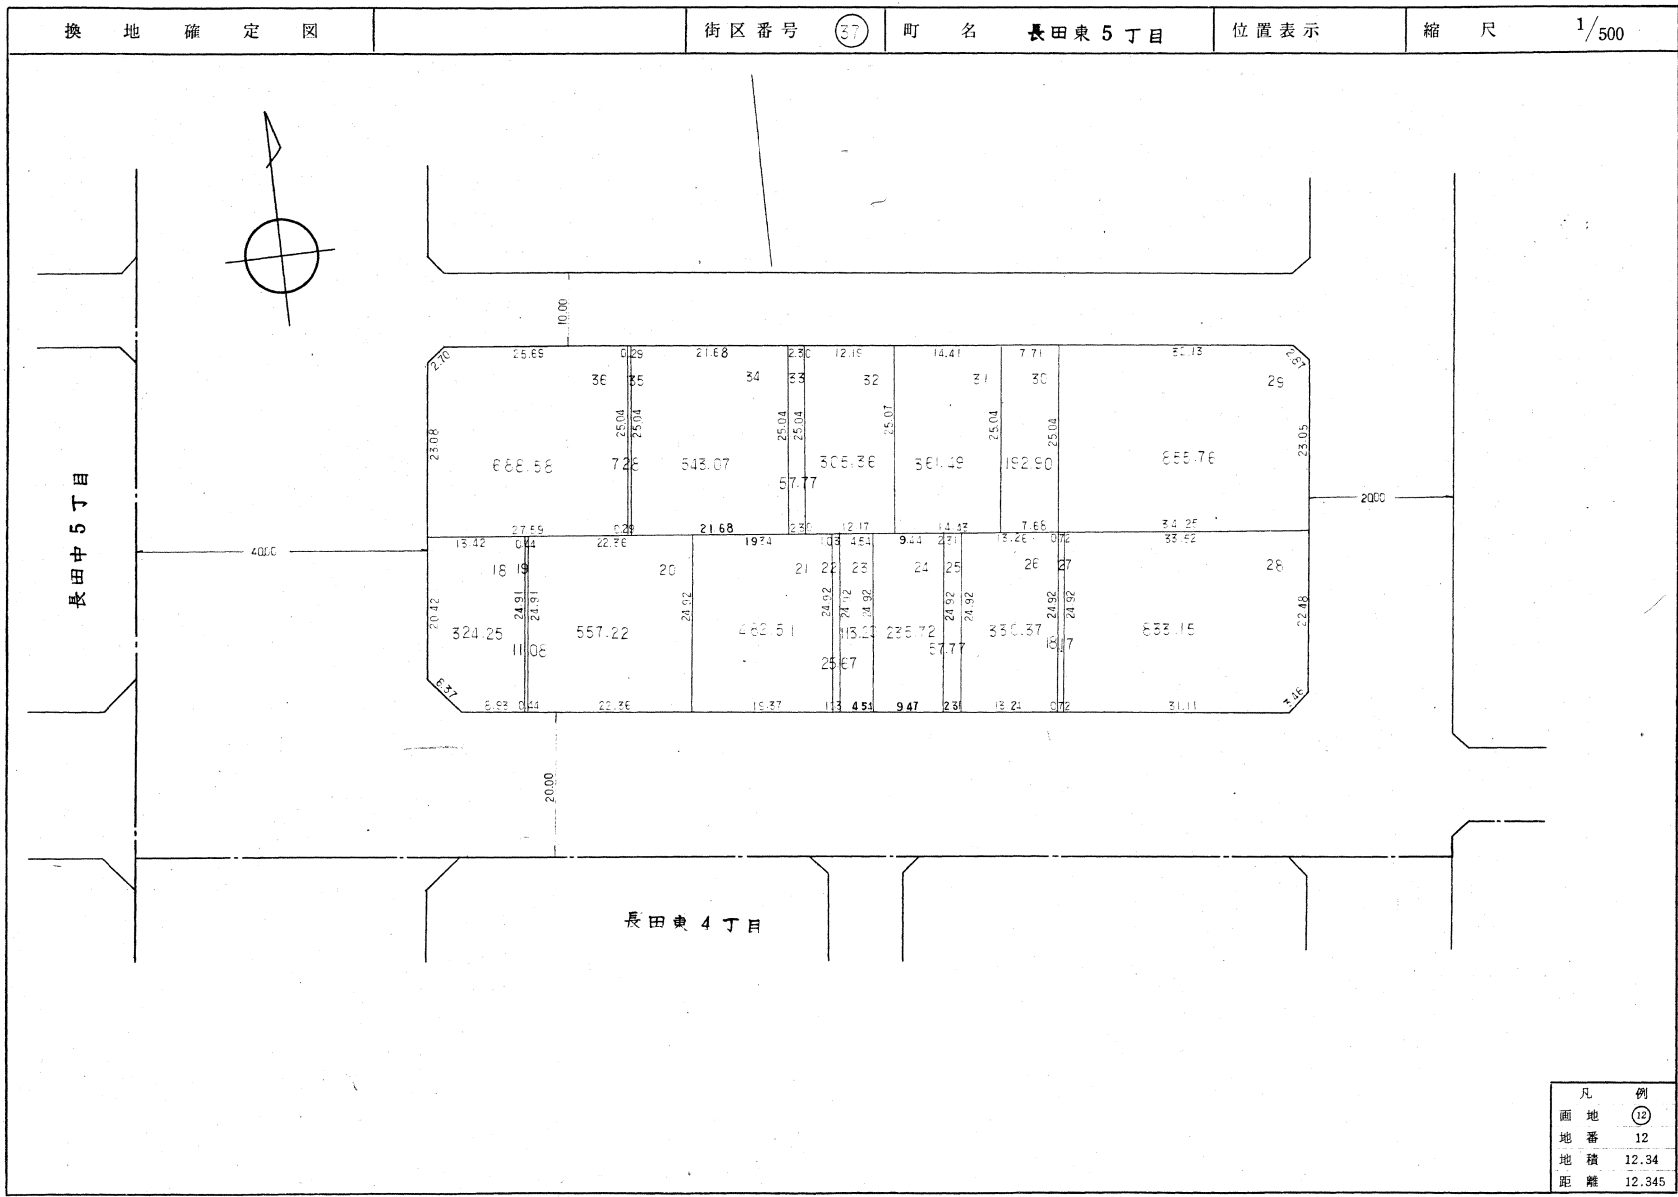 換地確定図 街区番号 37 町名 長田東5丁目 位置表示 縮尺 1/500
10.00
2.70 25.69 0.29 21.68 2.30 12.19 14.41 7.71 2.67
36 35 34 33 32 31 30 29
23.08 25.04 25.04 25.04 25.04 25.07 25.04 25.04 23.05
688.58 7.28 543.07 57.77 305.36 361.49 192.90 855.76
27.59 0.29 21.68 2.30 12.17 14.43 7.68 34.25
長田中5丁目
40.00
20.00
13.42 0.44 22.36 19.34 1.03 4.54 9.44 2.31 13.26 0.72 33.52
18 19 20 21 22 23 24 25 26 27 28
20.42 24.91 24.91 24.92 24.92 24.92 24.92 24.92 24.92 24.92 24.92 22.48
324.25 11.08 557.22 482.51 25.67 235.72 57.77 330.37 18.17 833.15
6.37 8.93 0.44 22.36 19.37 4.54 9.47 13.24 0.72 31.11 3.46
20.00
長田東4丁目
凡例
画地 12
地番 12
地積 12.34
距離 12.345